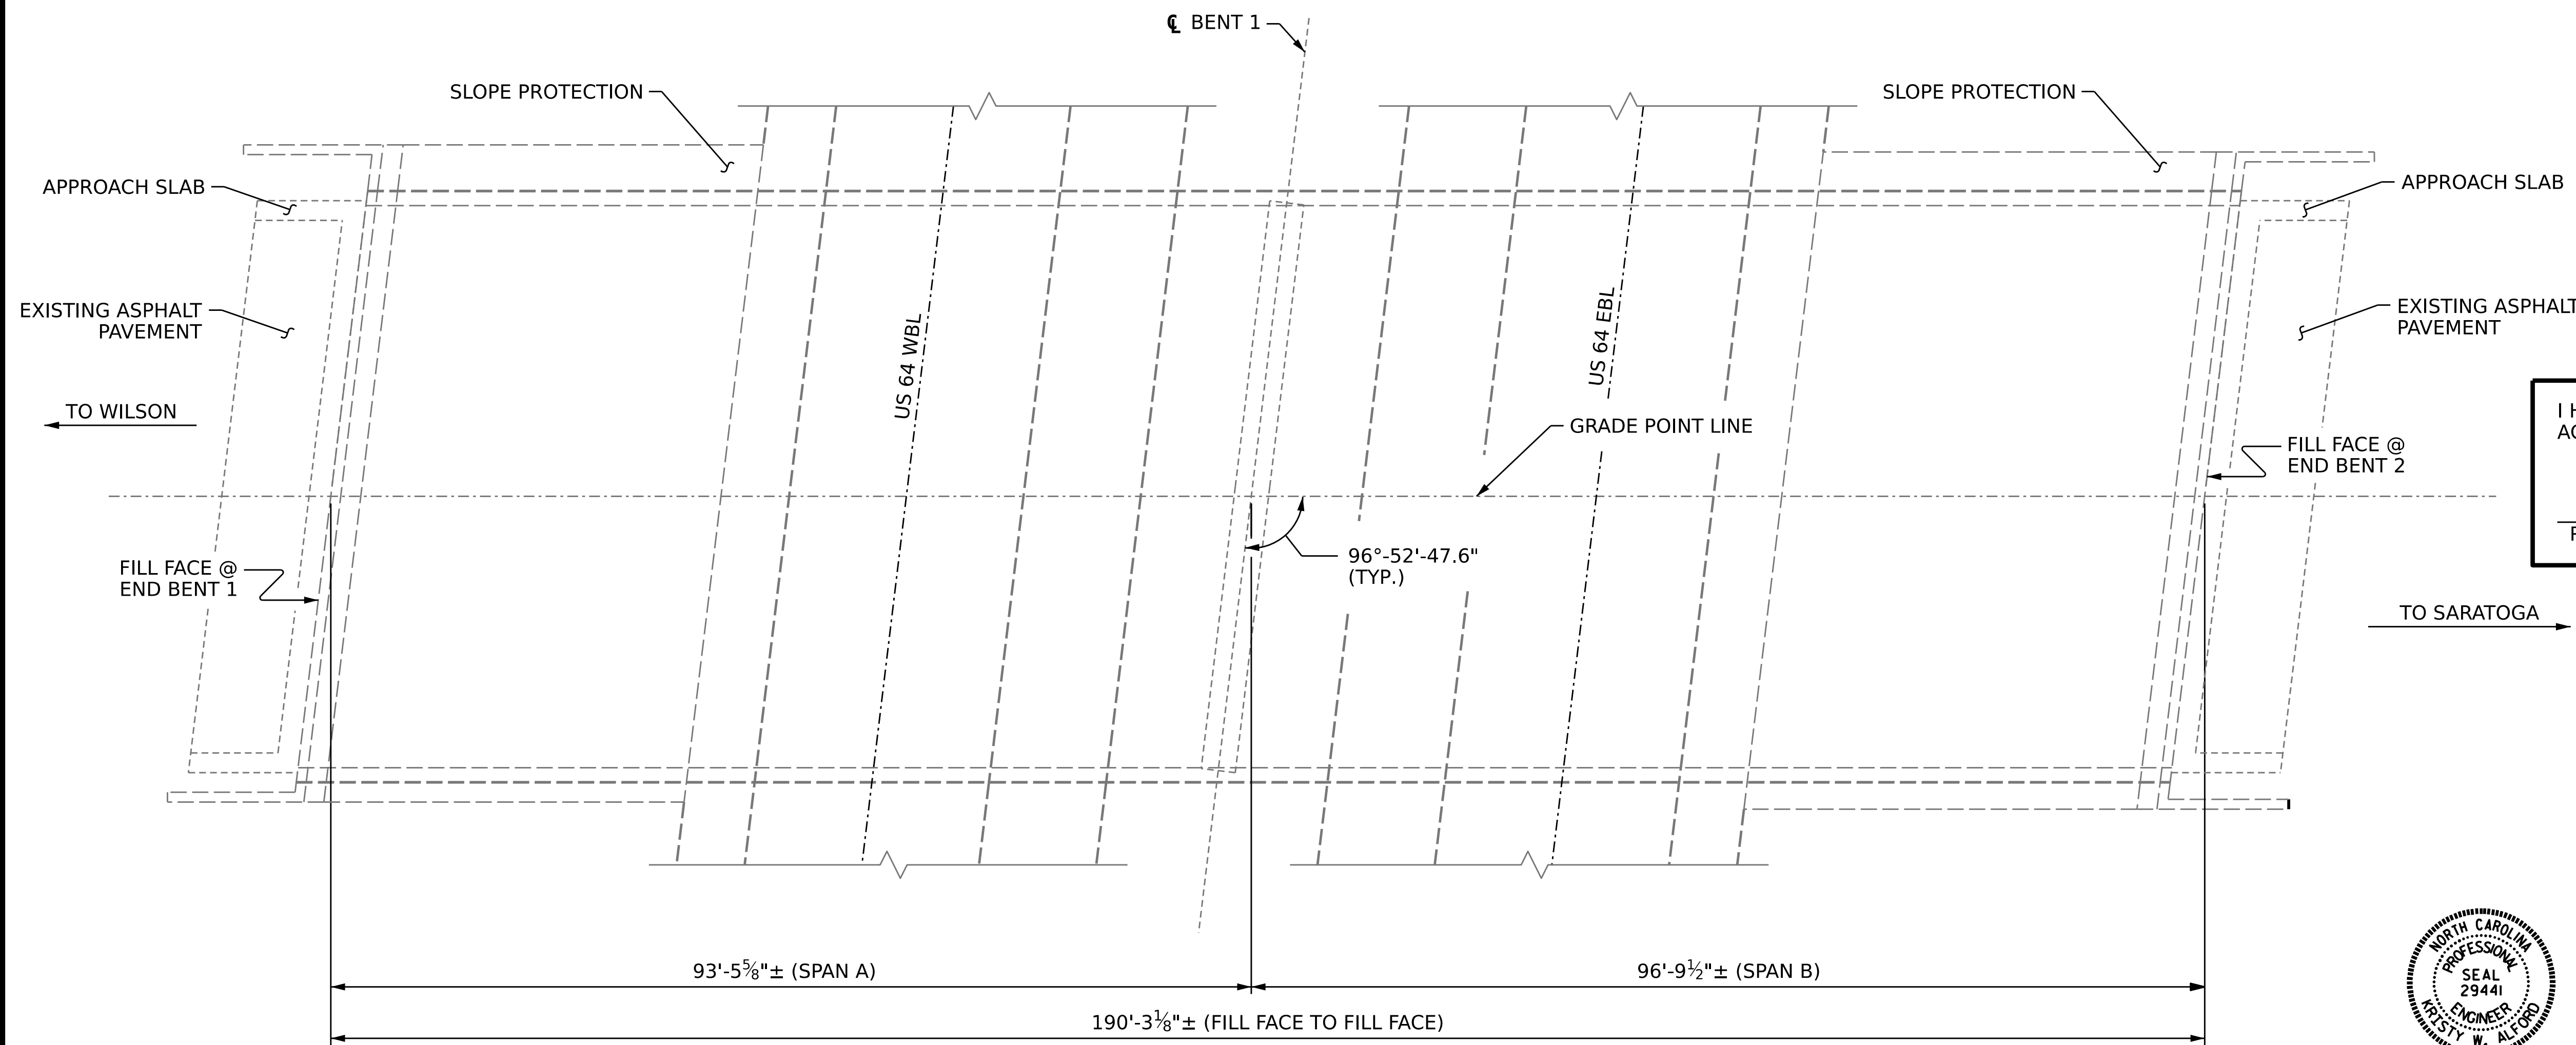 ℄ BENT 1
SLOPE PROTECTION
SLOPE PROTECTION
APPROACH SLAB
APPROACH SLAB
EXISTING ASPHALT
PAVEMENT
EXISTING ASPHALT
PAVEMENT
US 64 WBL
US 64 EBL
TO WILSON
GRADE POINT LINE
FILL FACE @
END BENT 2
96°-52'-47.6"
(TYP.)
FILL FACE @
END BENT 1
TO SARATOGA
93'-5⅝"± (SPAN A)
96'-9½"± (SPAN B)
190'-3⅛"± (FILL FACE TO FILL FACE)
NORTH CAROLINA
PROFESSIONAL
SEAL
29441
ENGINEER
KRISTY W. ALFORD